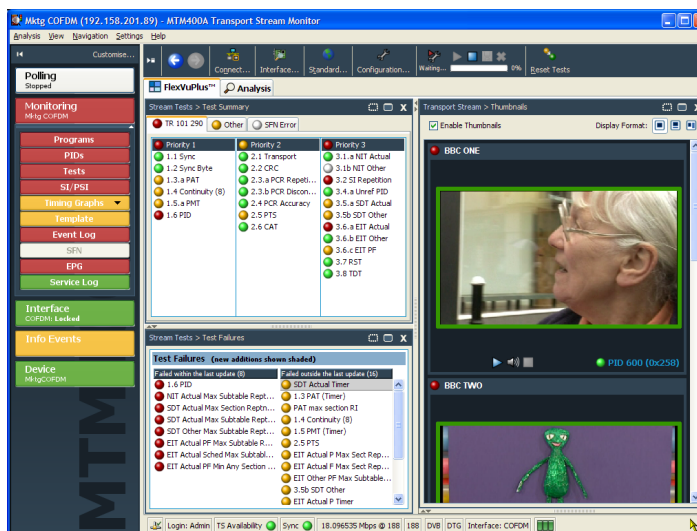 Mktg COFDM (192.158.201.89) - MTM400A Transport Stream Monitor
Analysis View Navigation Settings Help
Customise...
Connect... Interface... Standard... Configuration... Waiting... 0% Reset Tests
Polling
Stopped
Monitoring
Mktg COFDM
Programs
PIDs
Tests
SI/PSI
Timing Graphs
Template
Event Log
SFN
EPG
Service Log
Interface
COFDM: Locked
Info Events
Device
MktgCOFDM
MTM
FlexVuPlus™ Analysis
Stream Tests > Test Summary
TR 101 290 Other SFN Error
Priority 1
1.1 Sync
1.2 Sync Byte
1.3.a PAT
1.4 Continuity (8)
1.5.a PMT
1.6 PID
Priority 2
2.1 Transport
2.2 CRC
2.3.a PCR Repeti...
2.3.b PCR Discon...
2.4 PCR Accuracy
2.5 PTS
2.6 CAT
Priority 3
3.1.a NIT Actual
3.1b NIT Other
3.2 SI Repetition
3.4.a Unref PID
3.5.a SDT Actual
3.5b SDT Other
3.6.a EIT Actual
3.6.b EIT Other
3.6.c EIT PF
3.7 RST
3.8 TDT
Stream Tests > Test Failures
Test Failures (new additions shown shaded)
Failed within the last update (8)
1.6 PID
NIT Actual Max Subtable Rept...
SDT Actual Max Section Reptn...
SDT Actual Max Subtable Rept...
SDT Other Max Subtable Rept...
EIT Actual PF Max Subtable R...
EIT Actual Sched Max Subtabl...
EIT Actual PF Min Any Section ...
Failed outside the last update (16)
SDT Actual Timer
1.3 PAT (Timer)
PAT max section RI
1.4 Continuity (8)
1.5 PMT (Timer)
2.5 PTS
EIT Actual P Max Sect Rep...
EIT Actual F Max Sect Rep...
EIT Other PF Max Subtable...
3.5b SDT Other
EIT Actual P Timer
Transport Stream > Thumbnails
Enable Thumbnails Display Format:
BBC ONE
PID 600 (0x258)
BBC TWO
Login: Admin TS Availability Sync 18.096535 Mbps @ 188 188 DVB DTG Interface: COFDM